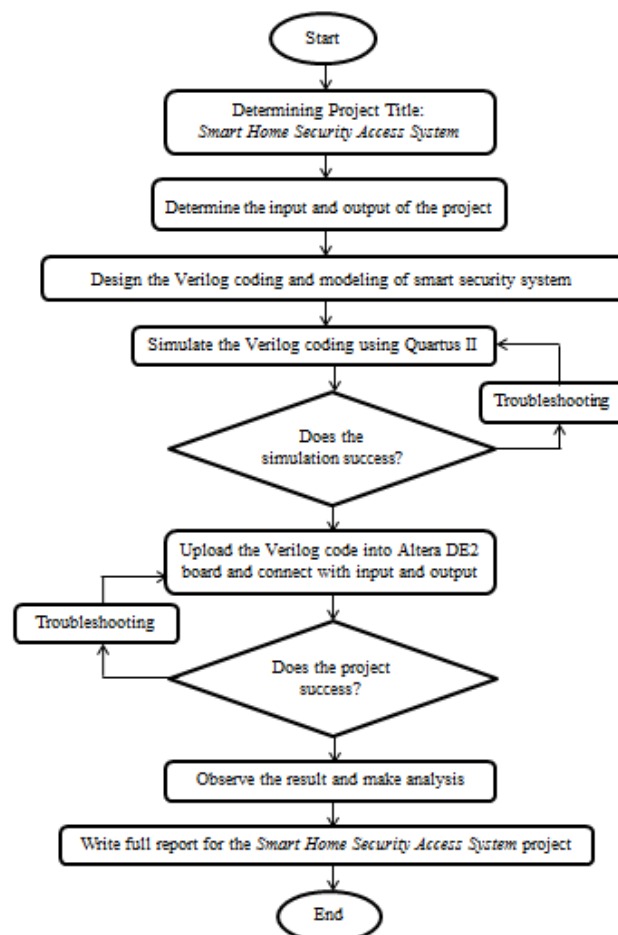 Start
Determining Project Title:
Smart Home Security Access System
Determine the input and output of the project
Design the Verilog coding and modeling of smart security system
Simulate the Verilog coding using Quartus II
Troubleshooting
Does the
simulation success?
Upload the Verilog code into Altera DE2
board and connect with input and output
Troubleshooting
Does the project
success?
Observe the result and make analysis
Write full report for the Smart Home Security Access System project
End